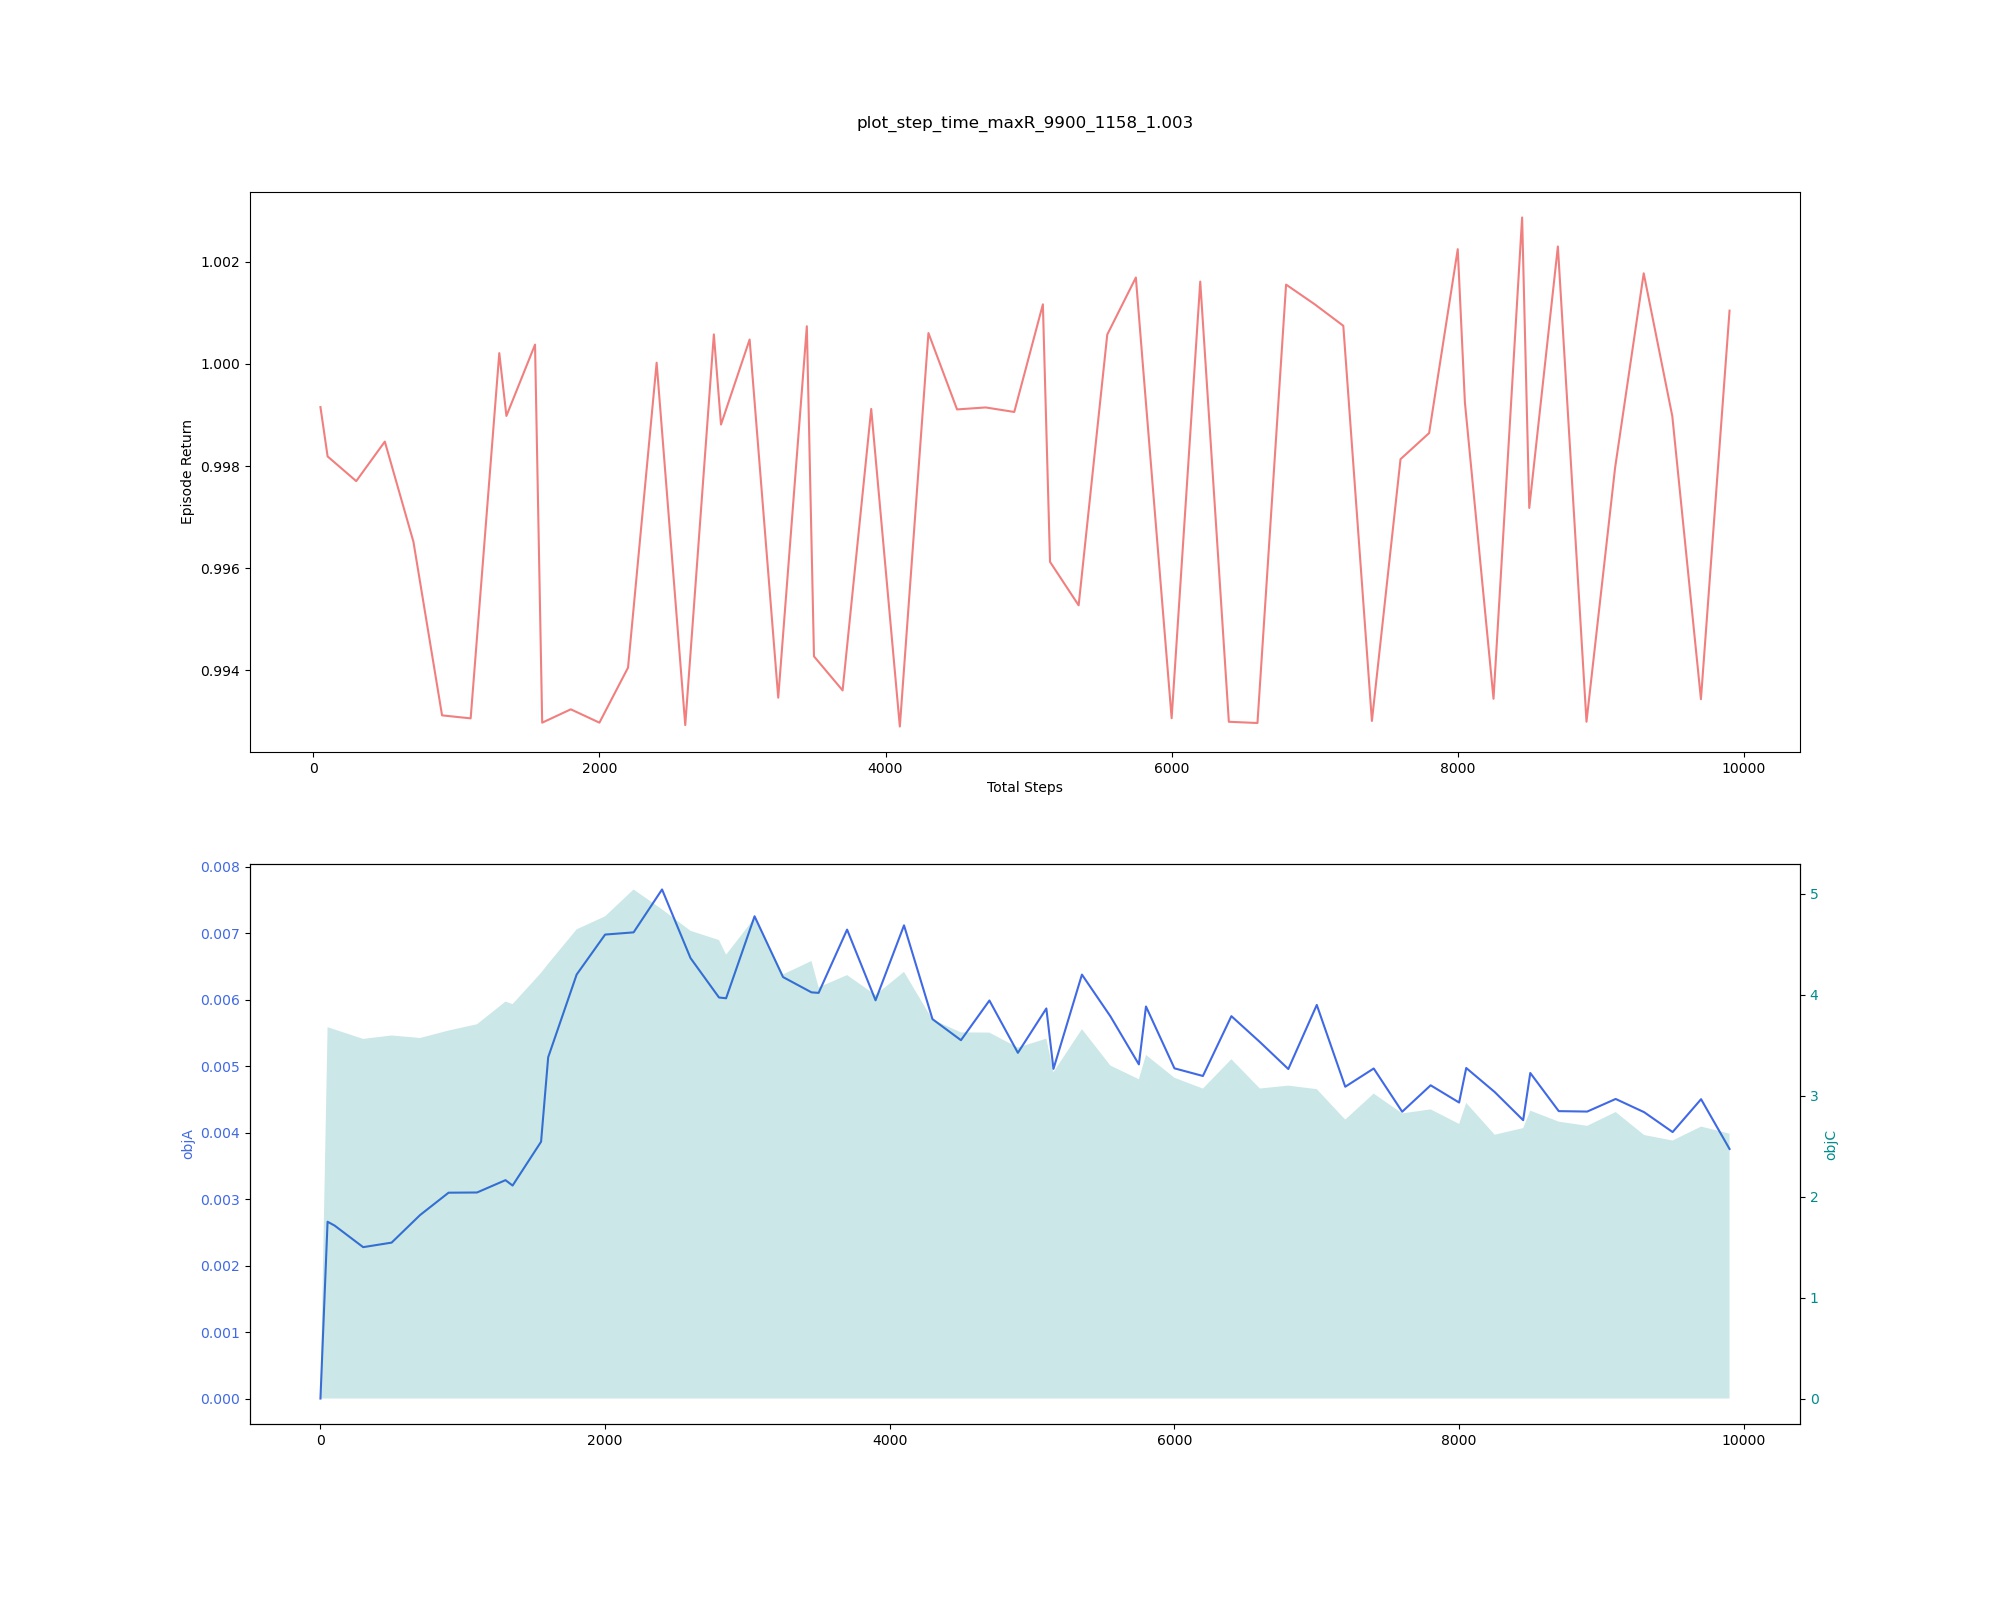 plot_step_time_maxR_9900_1158_1.003
1.002
1.000
0.998
0.996
0.994
Episode Return
0 2000 4000 6000 8000 10000
Total Steps
0.008
0.007
0.006
0.005
0.004
0.003
0.002
0.001
0.000
objA
5
4
3
2
1
0
objC
0 2000 4000 6000 8000 10000